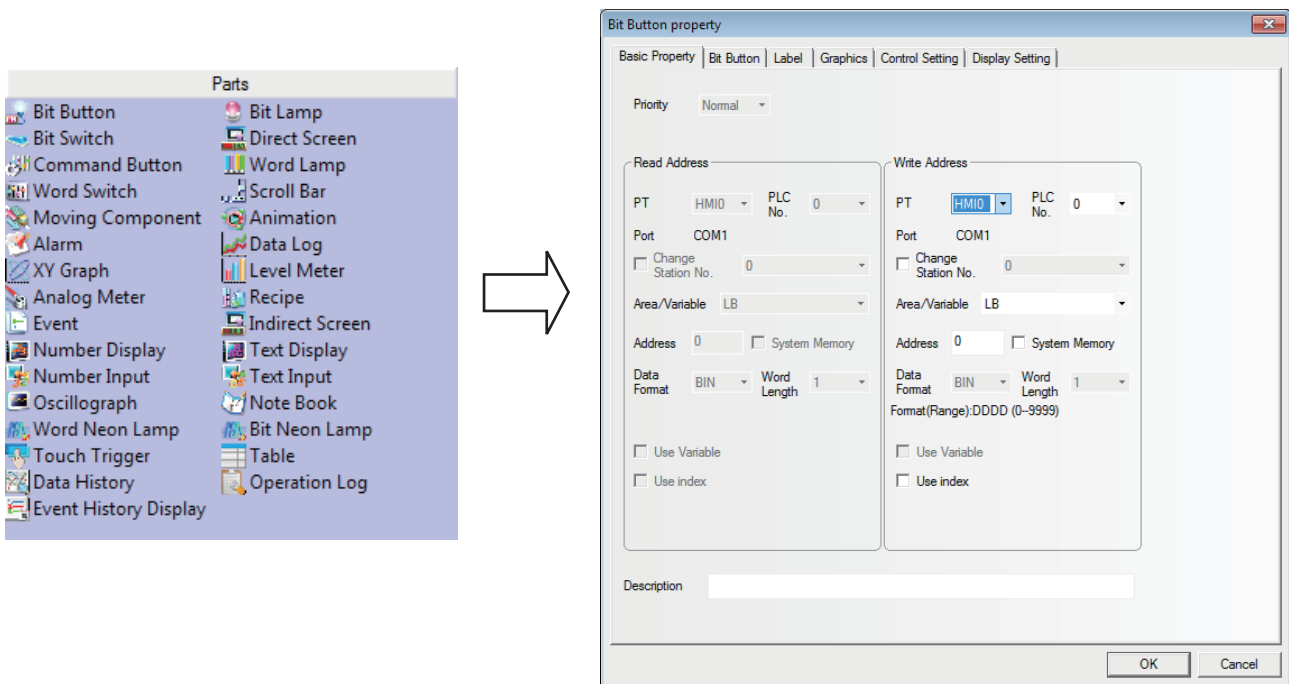 Parts
Bit Button Bit Lamp
Bit Switch Direct Screen
Command Button Word Lamp
Word Switch Scroll Bar
Moving Component Animation
Alarm Data Log
XY Graph Level Meter
Analog Meter Recipe
Event Indirect Screen
Number Display Text Display
Number Input Text Input
Oscillograph Note Book
Word Neon Lamp Bit Neon Lamp
Touch Trigger Table
Data History Operation Log
Event History Display
Bit Button property
Basic Property Bit Button Label Graphics Control Setting Display Setting
Priority Normal
Read Address
PT HMI0 PLC No. 0
Port COM1
Change Station No. 0
Area/Variable LB
Address 0 System Memory
Data Format BIN Word Length 1
Use Variable
Use index
Write Address
PT HMI0 PLC No. 0
Port COM1
Change Station No. 0
Area/Variable LB
Address 0 System Memory
Data Format BIN Word Length 1
Format(Range):DDDD (0--9999)
Use Variable
Use index
Description
OK Cancel